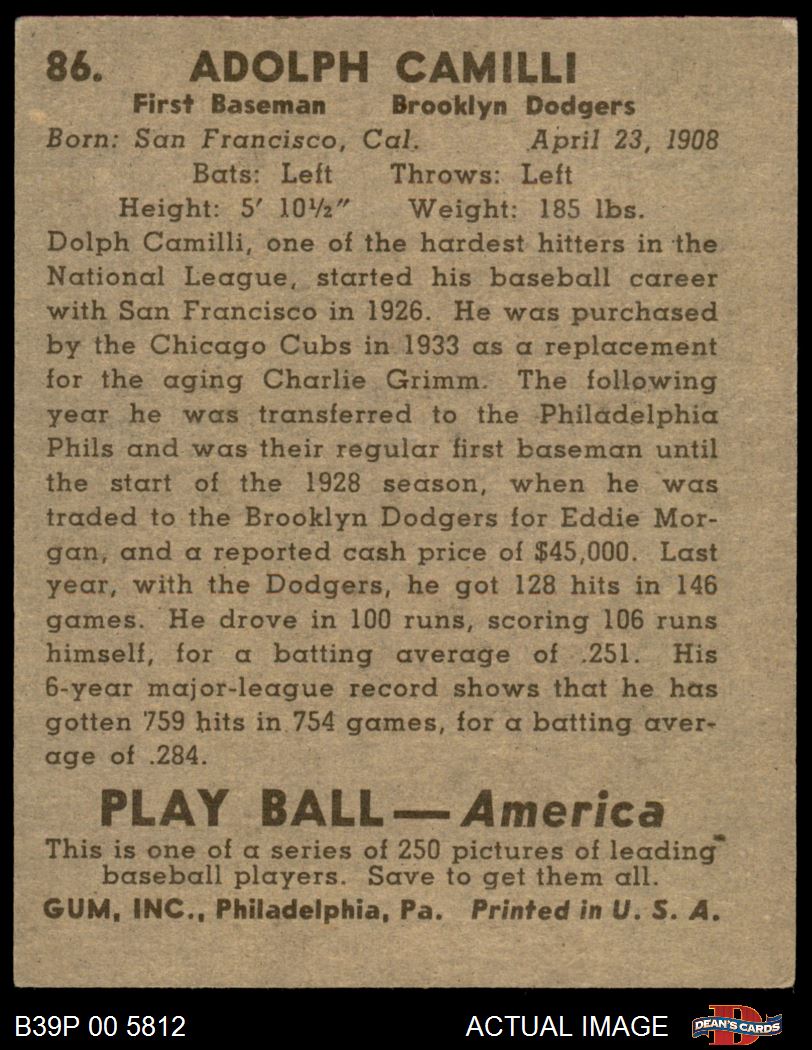 86. ADOLPH CAMILLI
First Baseman Brooklyn Dodgers
Born: San Francisco, Cal. April 23, 1908
Bats: Left Throws: Left
Height: 5' 10½" Weight: 185 lbs.
Dolph Camilli, one of the hardest hitters in the
National League, started his baseball career
with San Francisco in 1926. He was purchased
by the Chicago Cubs in 1933 as a replacement
for the aging Charlie Grimm. The following
year he was transferred to the Philadelphia
Phils and was their regular first baseman until
the start of the 1928 season, when he was
traded to the Brooklyn Dodgers for Eddie Mor-
gan, and a reported cash price of $45,000. Last
year, with the Dodgers, he got 128 hits in 146
games. He drove in 100 runs, scoring 106 runs
himself, for a batting average of .251. His
6-year major-league record shows that he has
gotten 759 hits in 754 games, for a batting aver-
age of .284.
PLAY BALL—America
This is one of a series of 250 pictures of leading
baseball players. Save to get them all.
GUM, INC., Philadelphia, Pa. Printed in U. S. A.
B39P 00 5812 ACTUAL IMAGE D DEAN'S CARDS